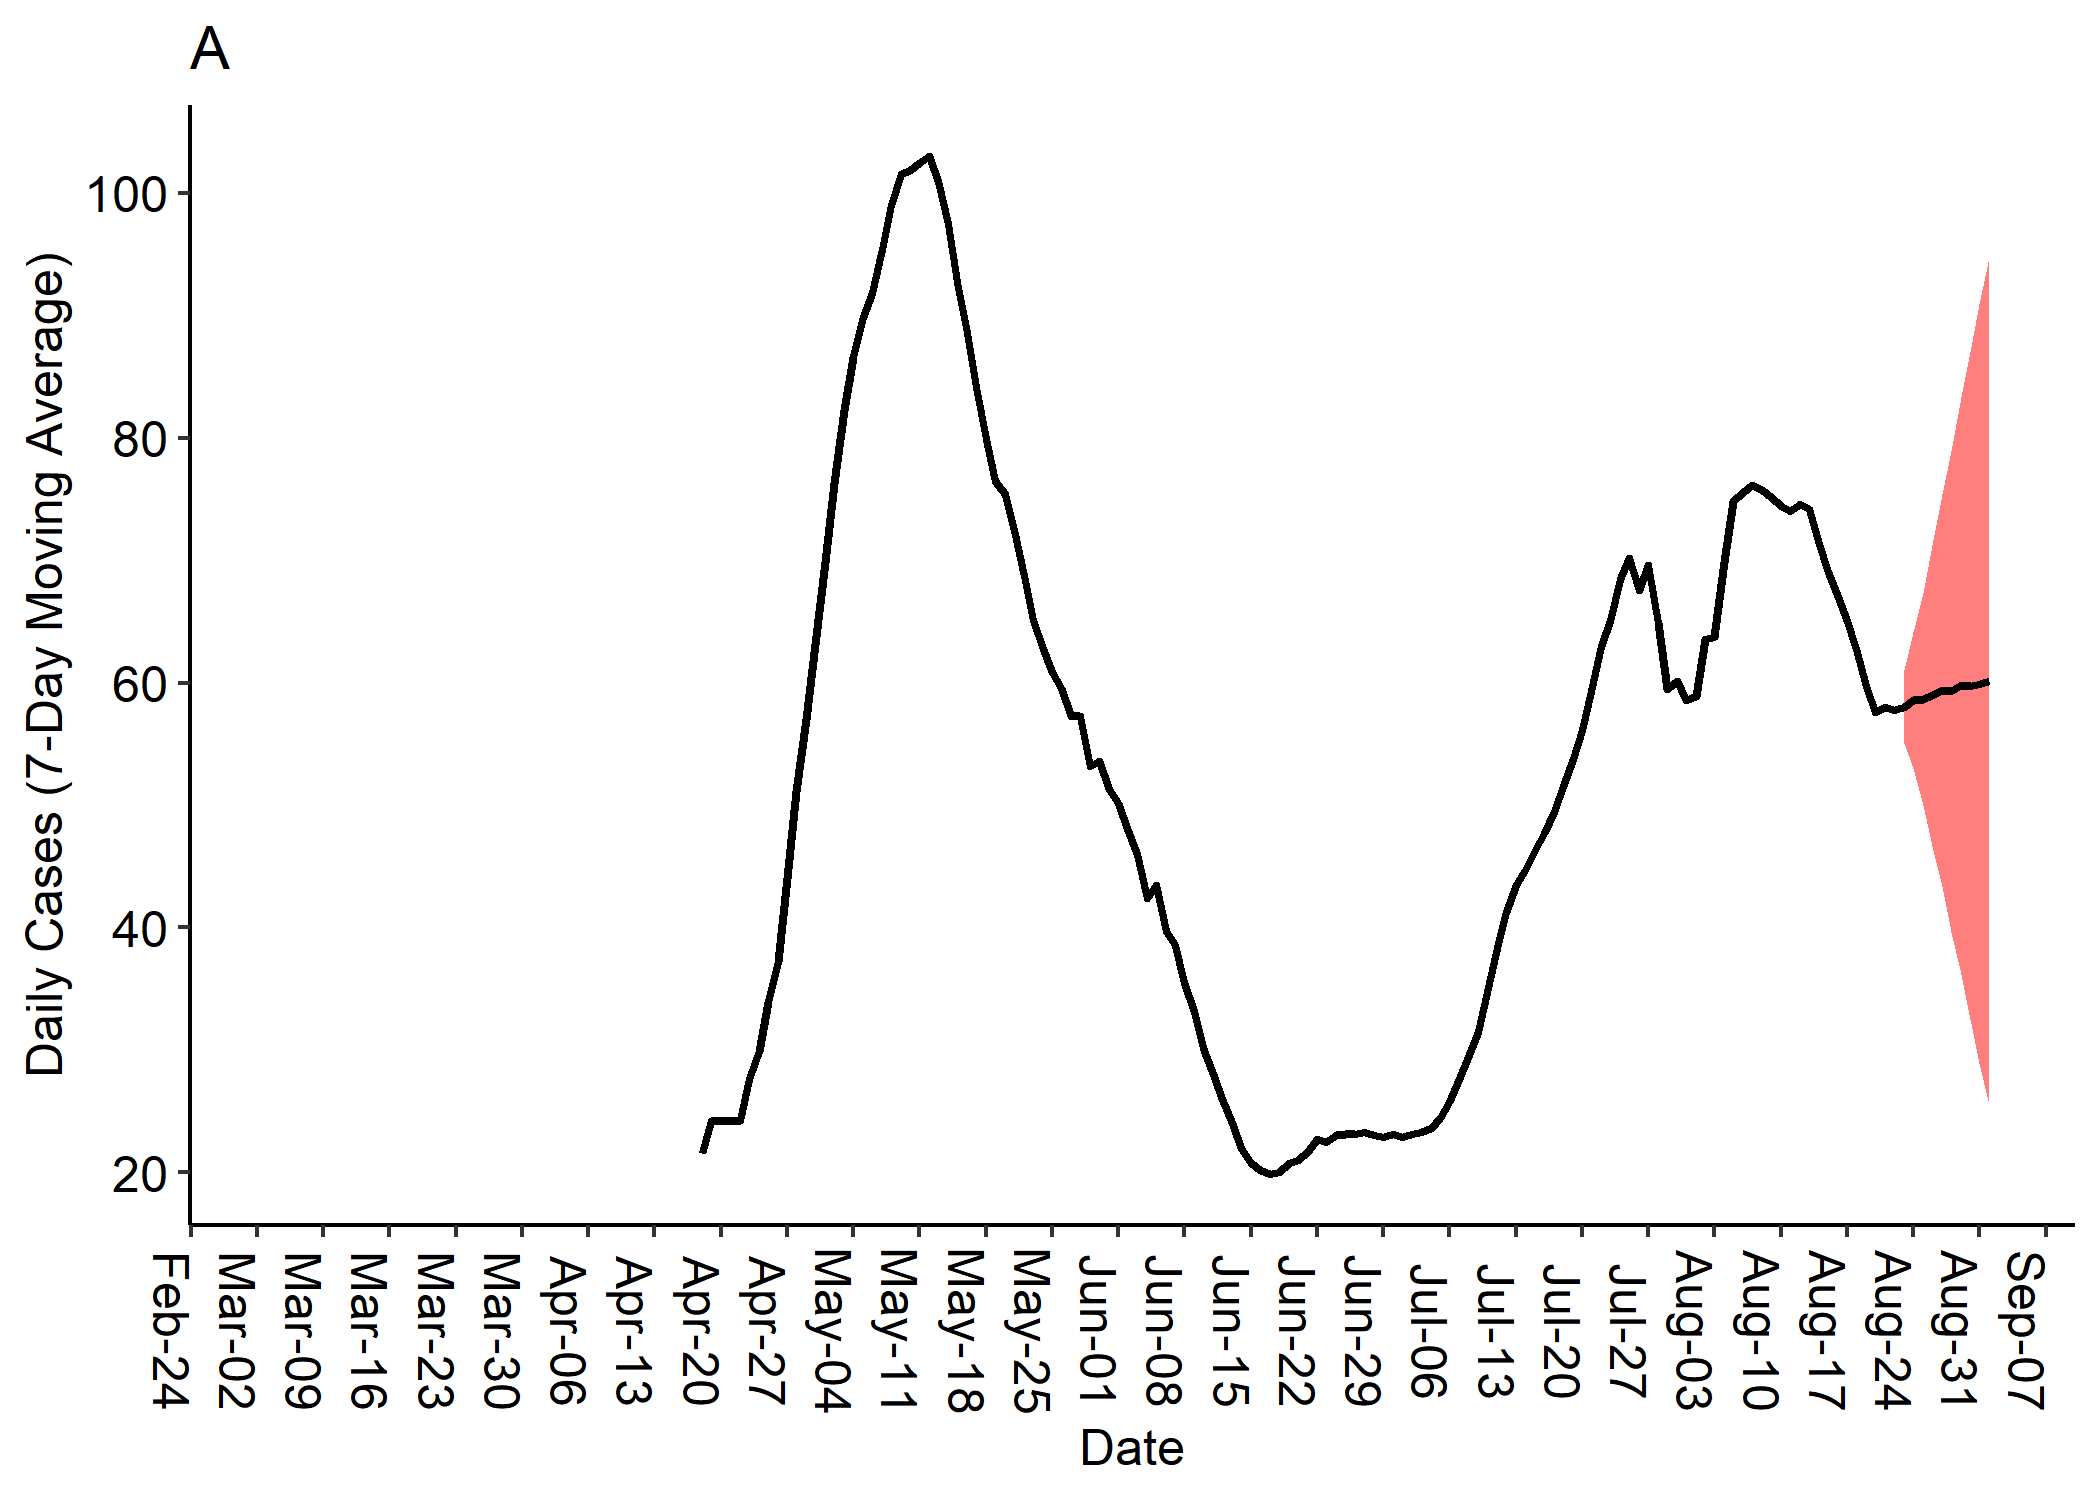 A
Daily Cases (7-Day Moving Average)
100
80
60
40
20
Feb-24
Mar-02
Mar-09
Mar-16
Mar-23
Mar-30
Apr-06
Apr-13
Apr-20
Apr-27
May-04
May-11
May-18
May-25
Jun-01
Jun-08
Jun-15
Jun-22
Jun-29
Jul-06
Jul-13
Jul-20
Jul-27
Aug-03
Aug-10
Aug-17
Aug-24
Aug-31
Sep-07
Date